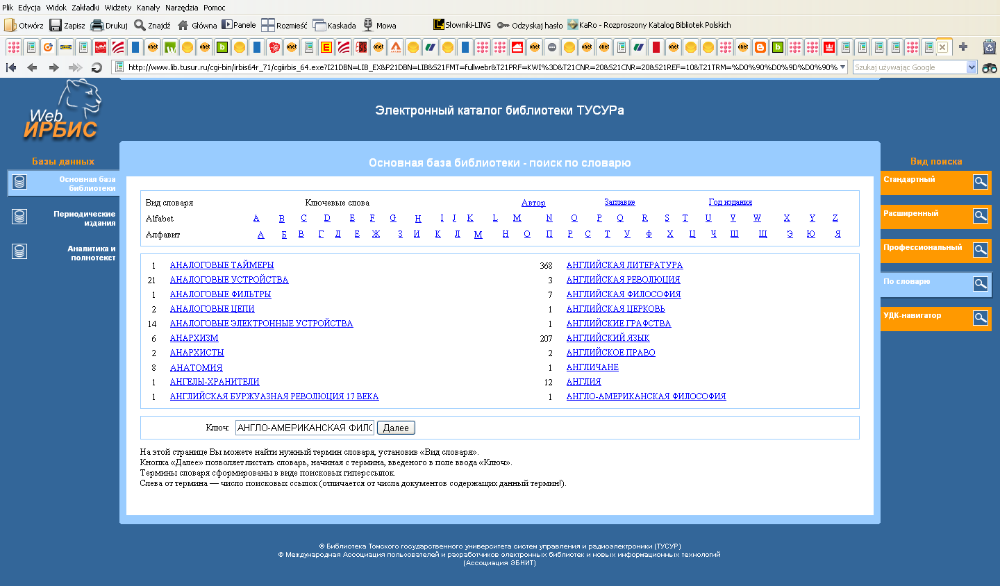 Plik Edycja Widok Zakładki Widżety Kanały Narzędzia Pomoc
Otwórz Zapisz Drukuj Znajdź Główna Panele Rozmieść Kaskada Mowa Słowniki-LING Odzyskaj hasło KaRo - Rozproszony Katalog Bibliotek Polskich
http://www.lib.tusur.ru/cgi-bin/irbis64r_71/cgiirbis_64.exe?I21DBN=LIB_EX&P21DBN=LIB&S21FMT=fullwebr&T21PRF=KWI%3D&T21CNR=20&S21CNR=20&S21REF=10&T21TRM=%D0%90%D0%9D%D0%90% Szukaj używając Google
Web
ИРБИС
Электронный каталог библиотеки ТУСУРа
Базы данных
Основная база
библиотеки
Периодические
издания
Аналитика и
полнотекст
Основная база библиотеки - поиск по словарю
Вид словаря Ключевые слова Автор Заглавие Год издания
Alfabet A B C D E F G H I J K L M N O P Q R S T U V W X Y Z
Алфавит А Б В Г Д Е Ж З И К Л М Н О П Р С Т У Ф Х Ц Ч Ш Щ Э Ю Я
1 АНАЛОГОВЫЕ ТАЙМЕРЫ 368 АНГЛИЙСКАЯ ЛИТЕРАТУРА
21 АНАЛОГОВЫЕ УСТРОЙСТВА 3 АНГЛИЙСКАЯ РЕВОЛЮЦИЯ
1 АНАЛОГОВЫЕ ФИЛЬТРЫ 7 АНГЛИЙСКАЯ ФИЛОСОФИЯ
2 АНАЛОГОВЫЕ ЦЕПИ 1 АНГЛИЙСКАЯ ЦЕРКОВЬ
14 АНАЛОГОВЫЕ ЭЛЕКТРОННЫЕ УСТРОЙСТВА 1 АНГЛИЙСКИЕ ГРАФСТВА
6 АНАРХИЗМ 207 АНГЛИЙСКИЙ ЯЗЫК
2 АНАРХИСТЫ 2 АНГЛИЙСКОЕ ПРАВО
8 АНАТОМИЯ 1 АНГЛИЧАНЕ
1 АНГЕЛЫ-ХРАНИТЕЛИ 12 АНГЛИЯ
1 АНГЛИЙСКАЯ БУРЖУАЗНАЯ РЕВОЛЮЦИЯ 17 ВЕКА 1 АНГЛО-АМЕРИКАНСКАЯ ФИЛОСОФИЯ
Ключ: АНГЛО-АМЕРИКАНСКАЯ ФИЛО Далее
На этой странице Вы можете найти нужный термин словаря, установив «Вид словаря».
Кнопка «Далее» позволяет листать словарь, начиная с термина, введеного в поле ввода «Ключ».
Термины словаря сформированы в виде поисковых гиперссылок.
Слева от термина — число поисковых ссылок (отличается от числа документов содержащих данный термин!).
Вид поиска
Стандартный
Расширенный
Профессиональный
По словарю
УДК-навигатор
© Библиотека Томского государственного университета систем управления и радиоэлектроники (ТУСУР)
© Международная Ассоциация пользователей и разработчиков электронных библиотек и новых информационных технологий
(Ассоциация ЭБНИТ)